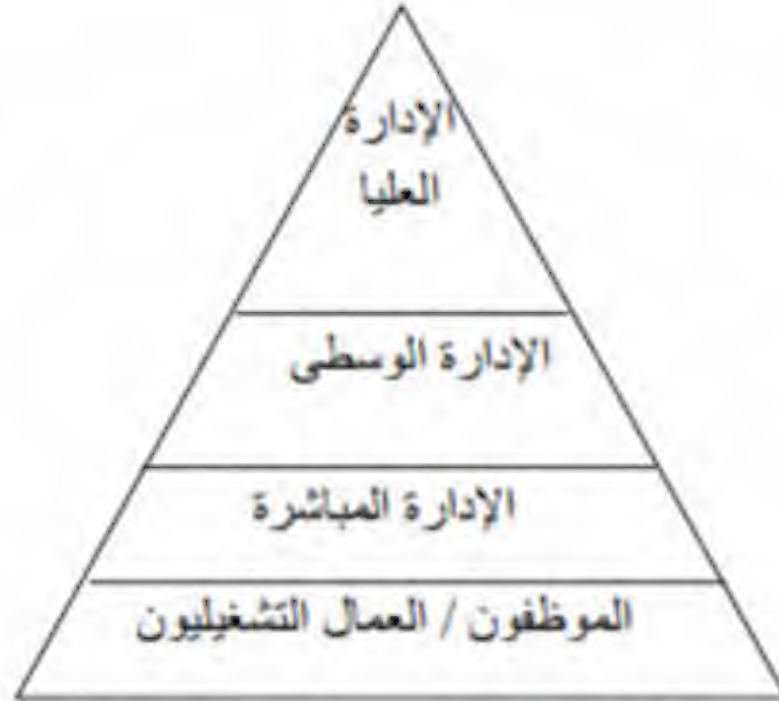 الإدارة
العليا
الإدارة الوسطى
الإدارة المباشرة
الموظفون / العمال التشغيليون